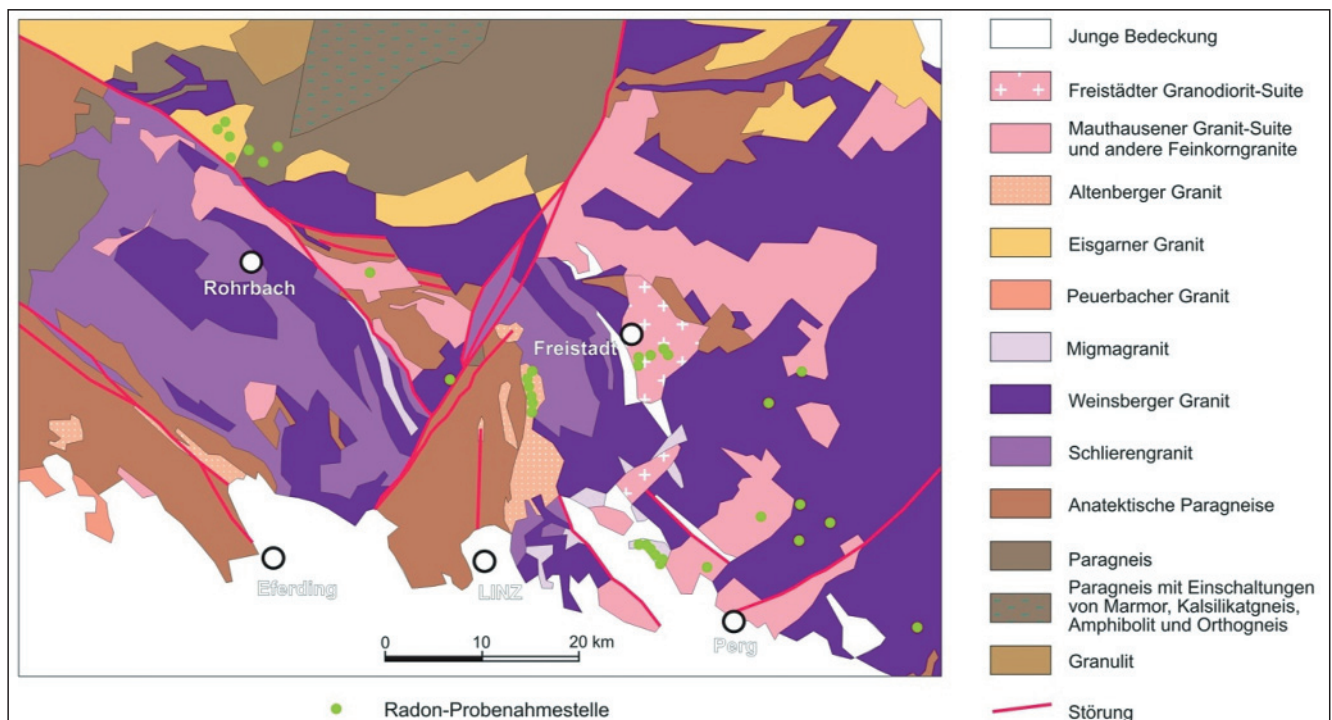 Rohrbach
Freistadt
Eferding
LINZ
Perg
0 10 20 km
Radon-Probenahmestelle
Junge Bedeckung
Freistädter Granodiorit-Suite
Mauthausener Granit-Suite
und andere Feinkorngranite
Altenberger Granit
Eisgarner Granit
Peuerbacher Granit
Migmagranit
Weinsberger Granit
Schlierengranit
Anatektische Paragneise
Paragneis
Paragneis mit Einschaltungen
von Marmor, Kalsilikatgneis,
Amphibolit und Orthogneis
Granulit
Störung